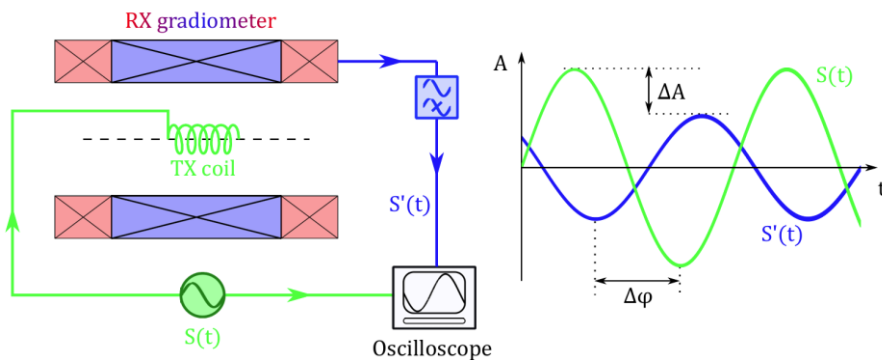 RX gradiometer
TX coil
S'(t)
S(t)
Oscilloscope
A
S(t)
ΔA
t
S'(t)
Δφ